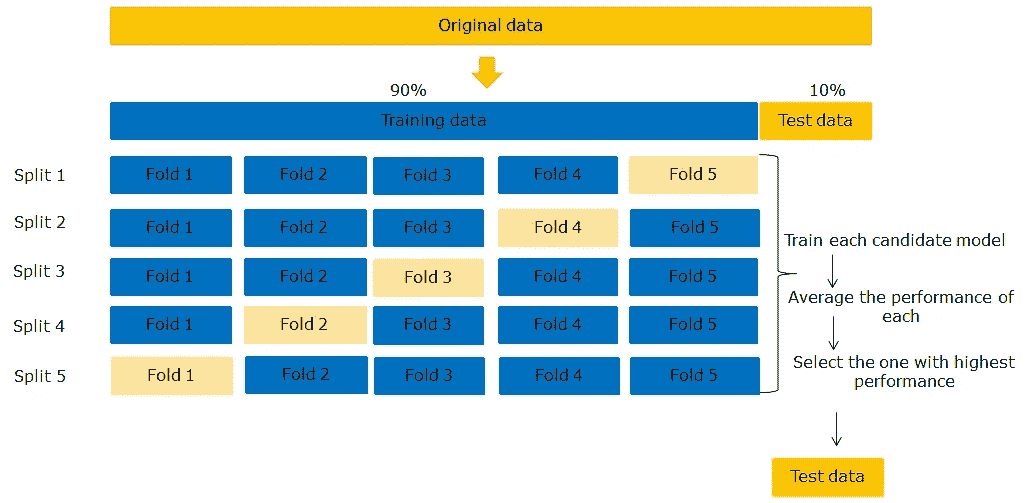 Original data
90%
10%
Training data
Test data
Split 1
Fold 1
Fold 2
Fold 3
Fold 4
Fold 5
Split 2
Fold 1
Fold 2
Fold 3
Fold 4
Fold 5
Split 3
Fold 1
Fold 2
Fold 3
Fold 4
Fold 5
Split 4
Fold 1
Fold 2
Fold 3
Fold 4
Fold 5
Split 5
Fold 1
Fold 2
Fold 3
Fold 4
Fold 5
Train each candidate model
Average the performance of
each
Select the one with highest
performance
Test data